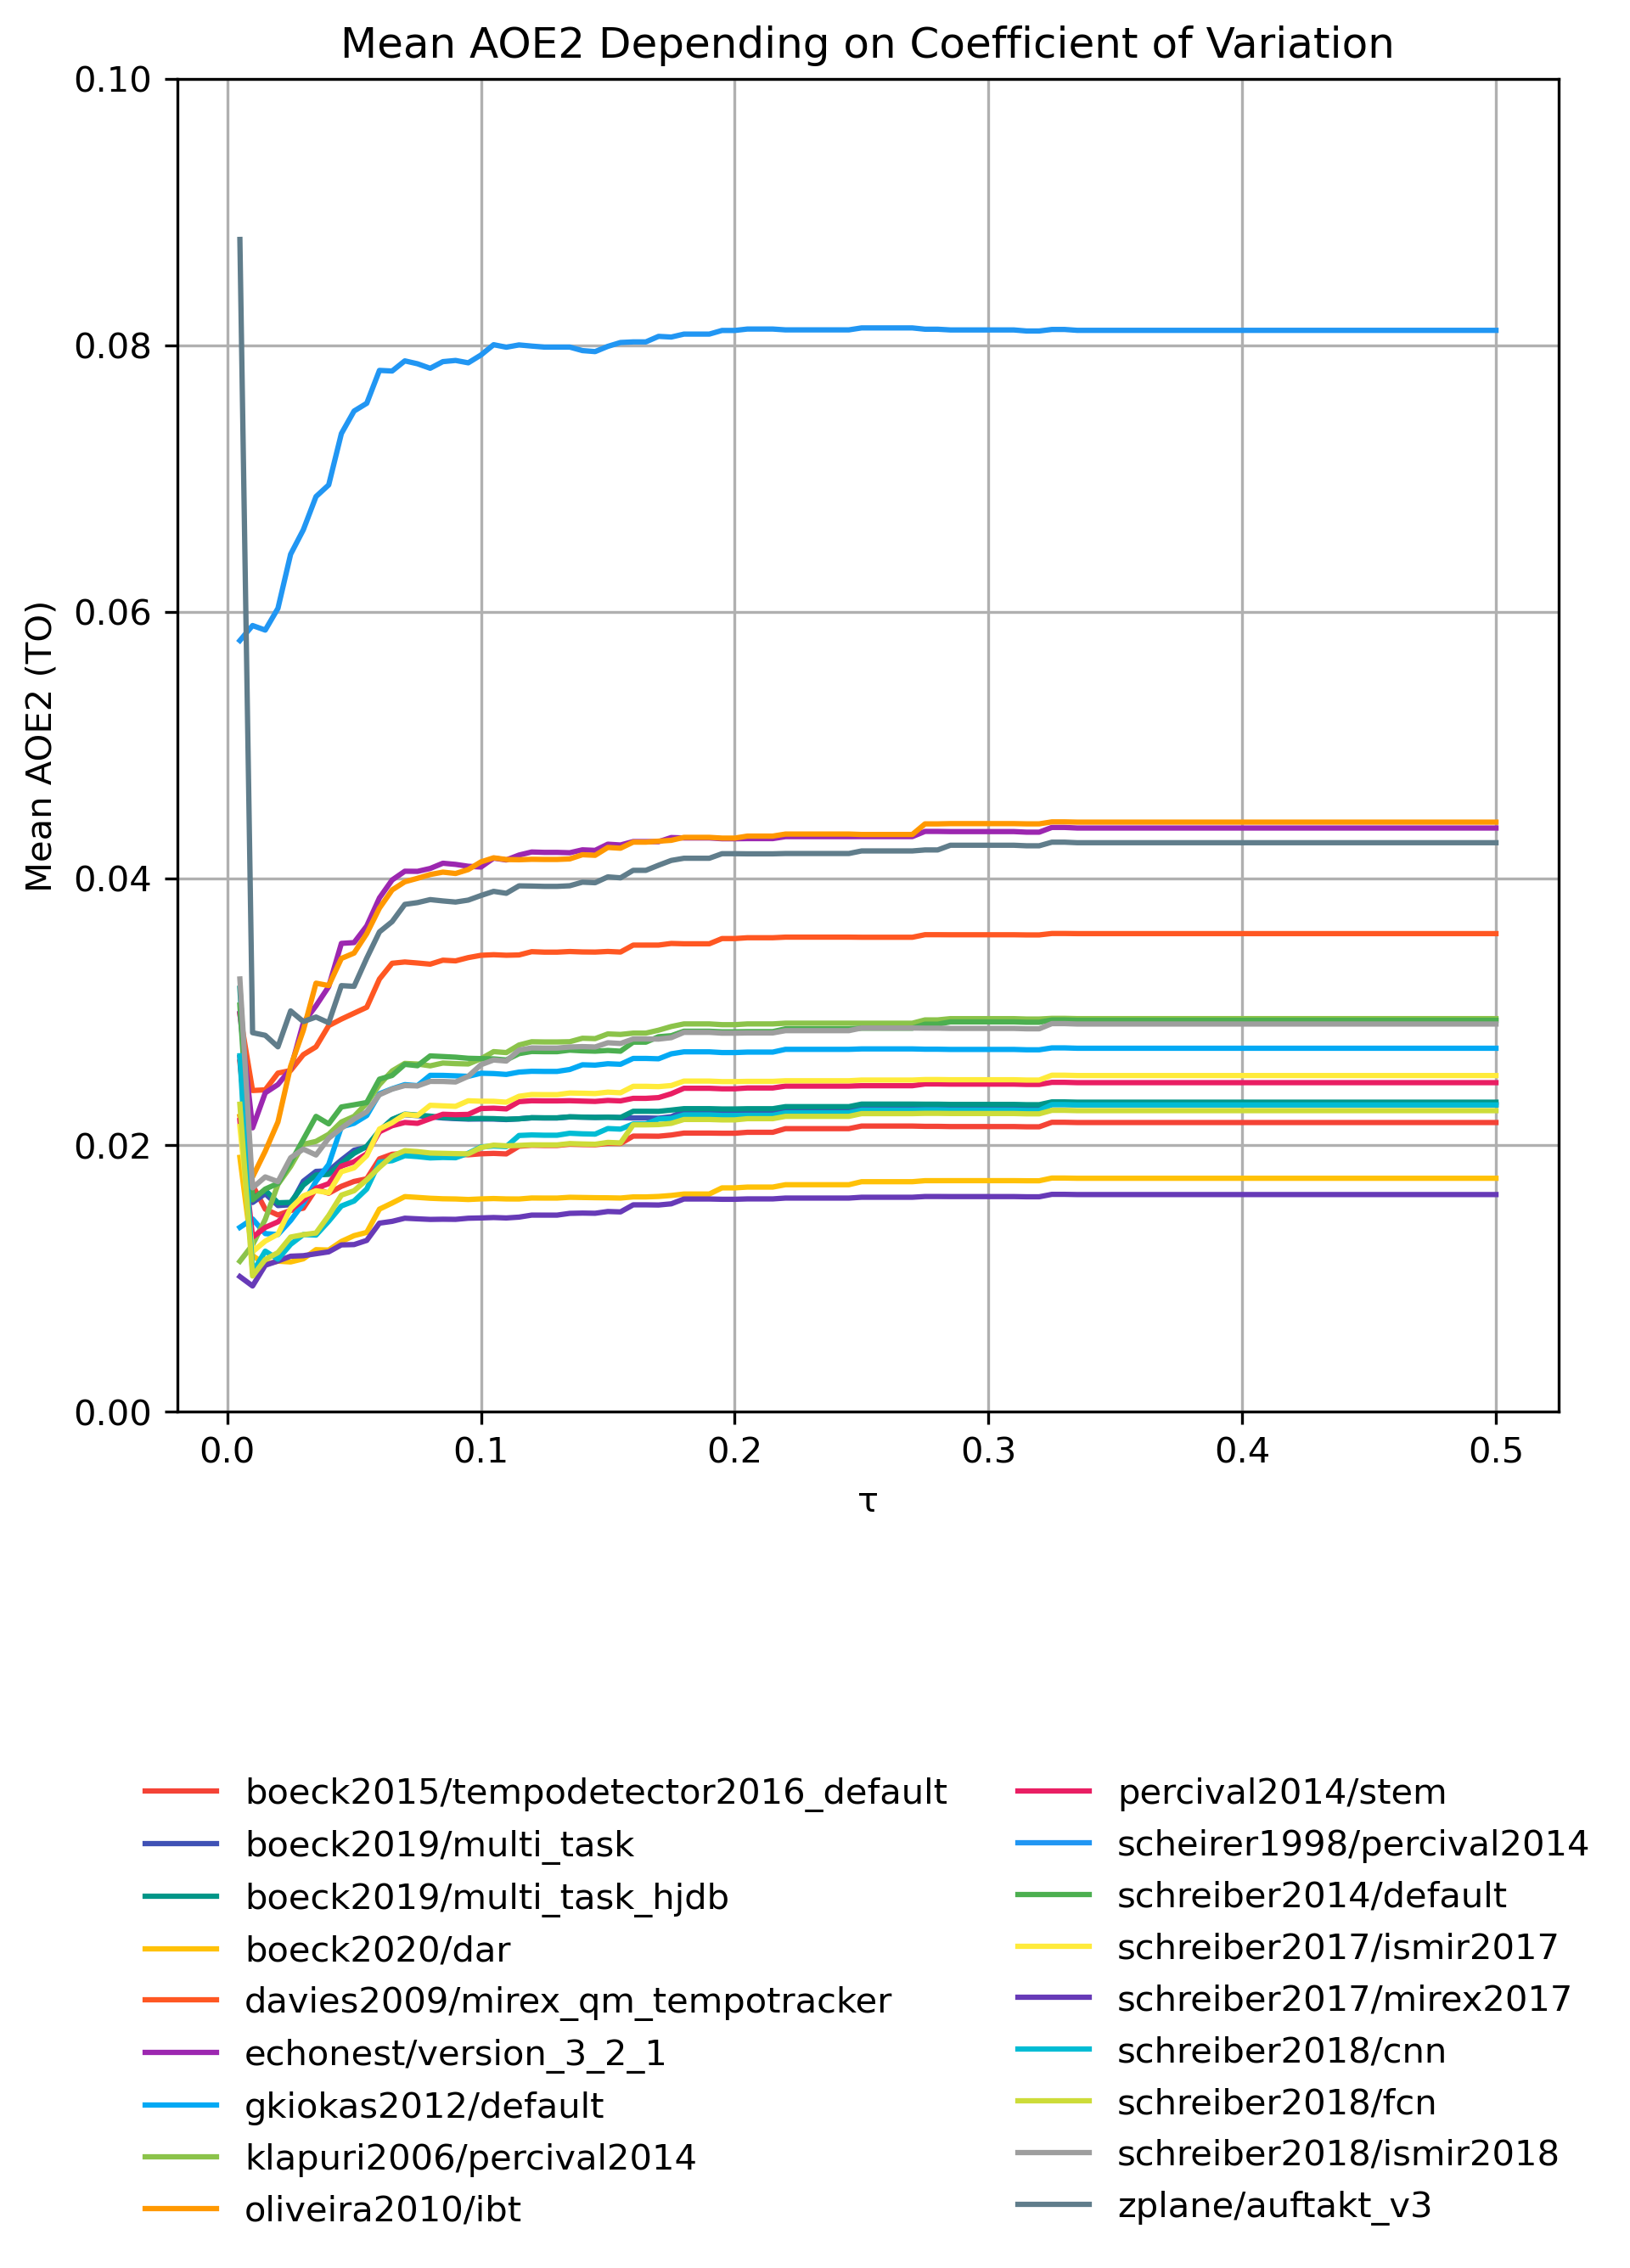 Mean AOE2 Depending on Coefficient of Variation
0.10
0.08
0.06
0.04
0.02
0.00
Mean AOE2 (TO)
0.0 0.1 0.2 0.3 0.4 0.5
τ
boeck2015/tempodetector2016_default
boeck2019/multi_task
boeck2019/multi_task_hjdb
boeck2020/dar
davies2009/mirex_qm_tempotracker
echonest/version_3_2_1
gkiokas2012/default
klapuri2006/percival2014
oliveira2010/ibt
percival2014/stem
scheirer1998/percival2014
schreiber2014/default
schreiber2017/ismir2017
schreiber2017/mirex2017
schreiber2018/cnn
schreiber2018/fcn
schreiber2018/ismir2018
zplane/auftakt_v3